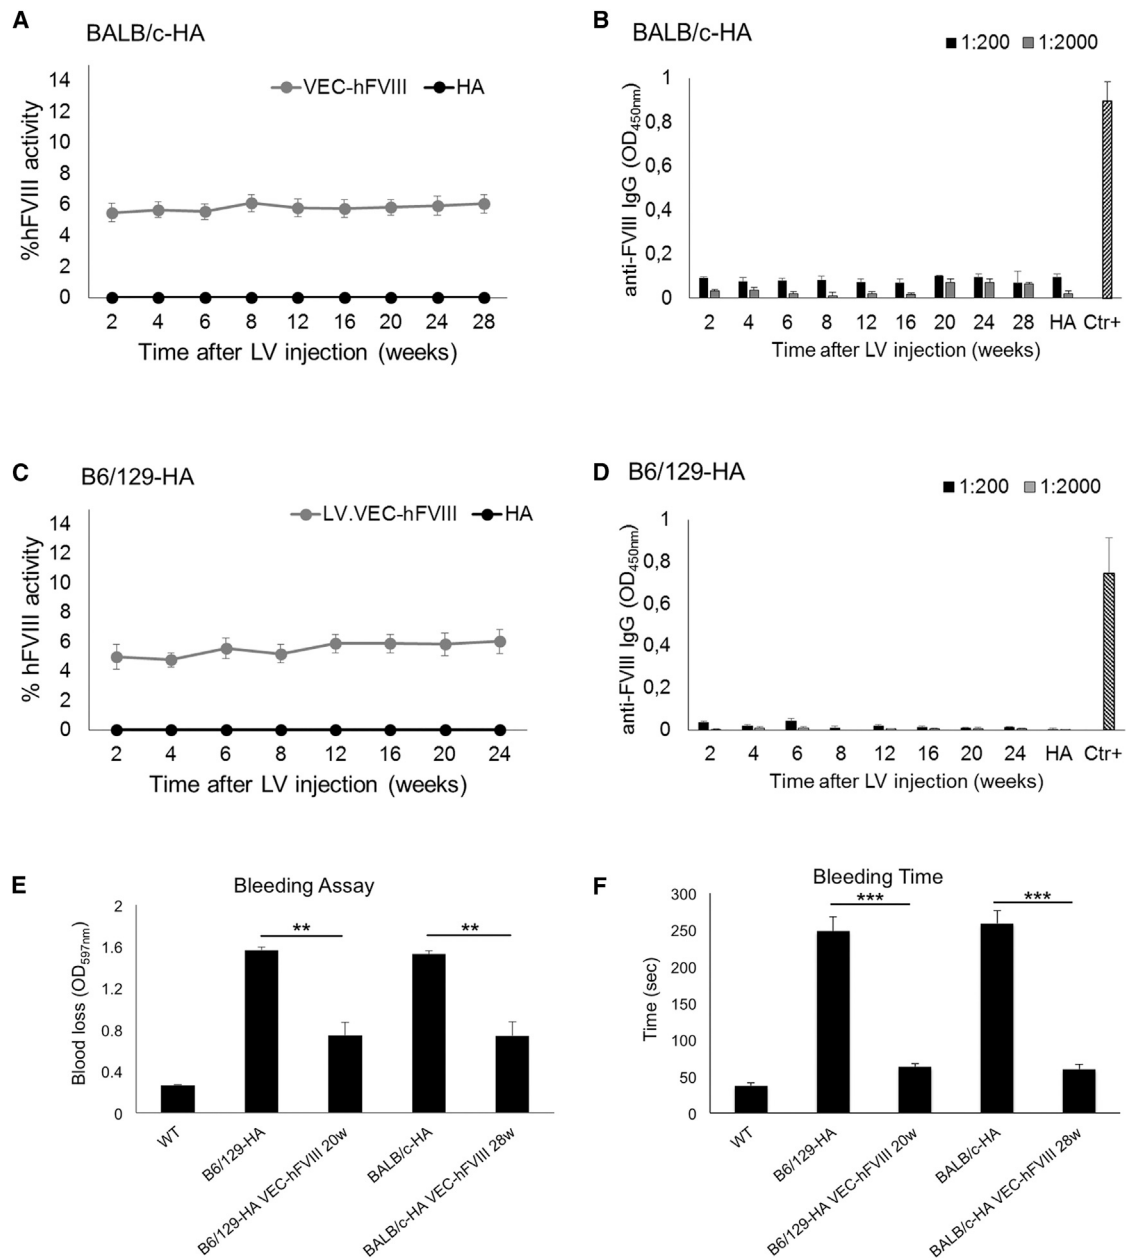 A
BALB/c-HA
VEC-hFVIII HA
%hFVIII activity
14
12
10
8
6
4
2
0
2 4 6 8 12 16 20 24 28
Time after LV injection (weeks)
B
BALB/c-HA
1:200 1:2000
anti-FVIII IgG (OD450nm)
1
0,8
0,6
0,4
0,2
0
2 4 6 8 12 16 20 24 28 HA Ctr+
Time after LV injection (weeks)
C
B6/129-HA
LV.VEC-hFVIII HA
% hFVIII activity
14
12
10
8
6
4
2
0
2 4 6 8 12 16 20 24
Time after LV injection (weeks)
D
B6/129-HA
1:200 1:2000
anti-FVIII IgG (OD450nm)
1
0,8
0,6
0,4
0,2
0
2 4 6 8 12 16 20 24 HA Ctr+
Time after LV injection (weeks)
E
Bleeding Assay
Blood loss (OD597nm)
2
1.6
1.2
0.8
0.4
0
** **
WT
B6/129-HA
B6/129-HA VEC-hFVIII 20w
BALB/c-HA
BALB/c-HA VEC-hFVIII 28w
F
Bleeding Time
Time (sec)
300
250
200
150
100
50
0
*** ***
WT
B6/129-HA
B6/129-HA VEC-hFVIII 20w
BALB/c-HA
BALB/c-HA VEC-hFVIII 28w